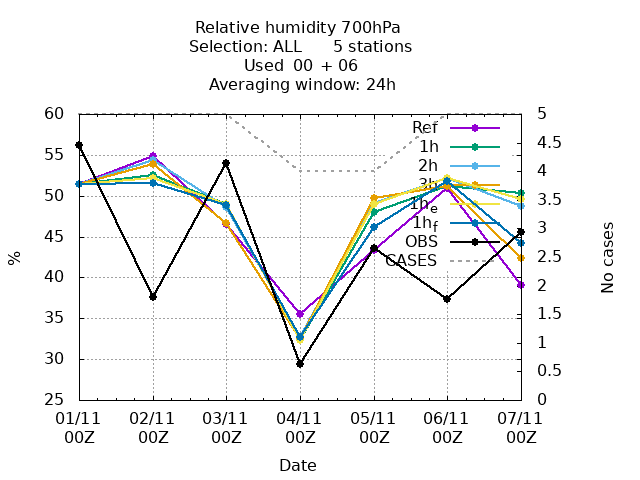 Relative humidity 700hPa
Selection: ALL 5 stations
Used 00 + 06
Averaging window: 24h
60
55
50
45
40
35
30
25
%
5
4.5
4
3.5
3
2.5
2
1.5
1
0.5
0
No cases
Ref
1h
2h
3h
1h_e
1h_f
OBS
CASES
01/11 02/11 03/11 04/11 05/11 06/11 07/11
00Z 00Z 00Z 00Z 00Z 00Z 00Z
Date